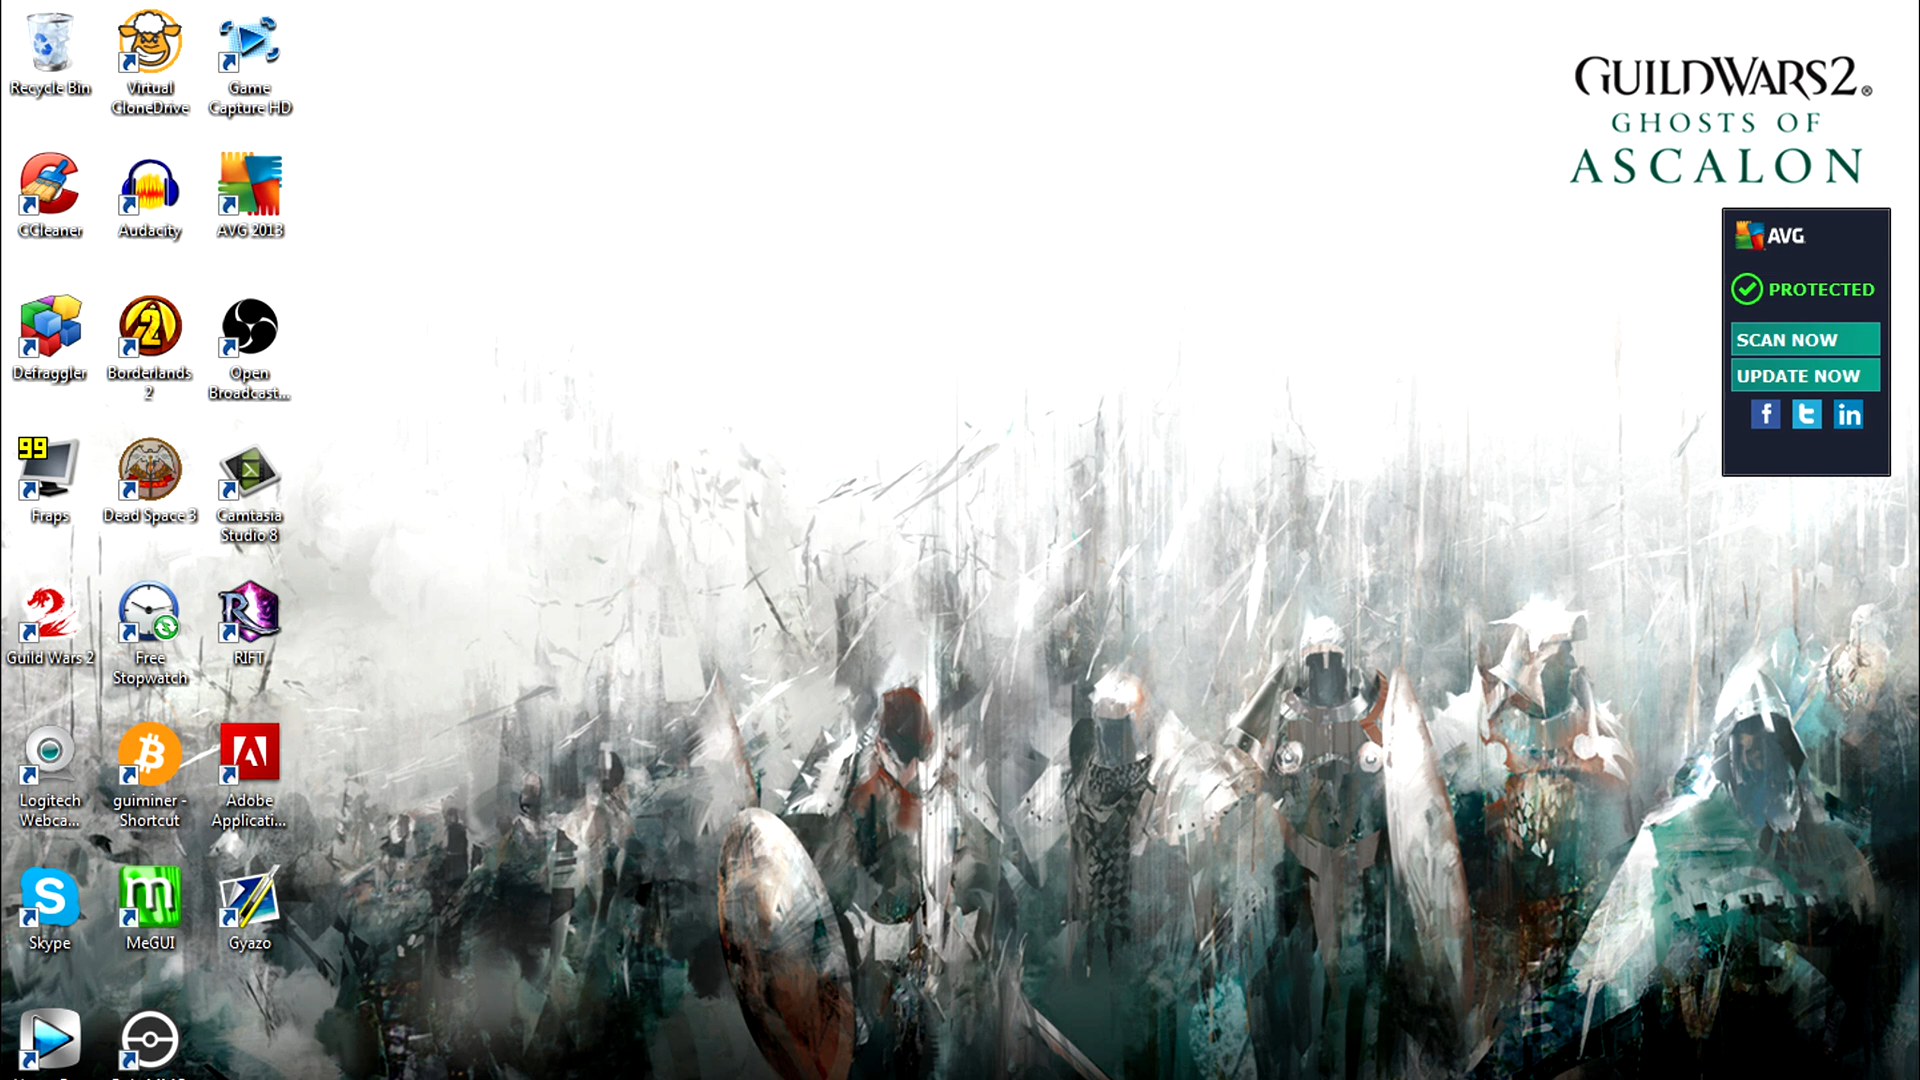 Recycle Bin
Virtual
CloneDrive
Game
Capture HD
CCleaner
Audacity
AVG 2013
Defraggler
Borderlands
2
Open
Broadcast...
99
Fraps
Dead Space 3
Camtasia
Studio 8
Guild Wars 2
Free
Stopwatch
RIFT
Logitech
Webca...
guiminer -
Shortcut
Adobe
Applicati...
Skype
MeGUI
Gyazo
GUILDWARS2®
GHOSTS OF
ASCALON
AVG
PROTECTED
SCAN NOW
UPDATE NOW